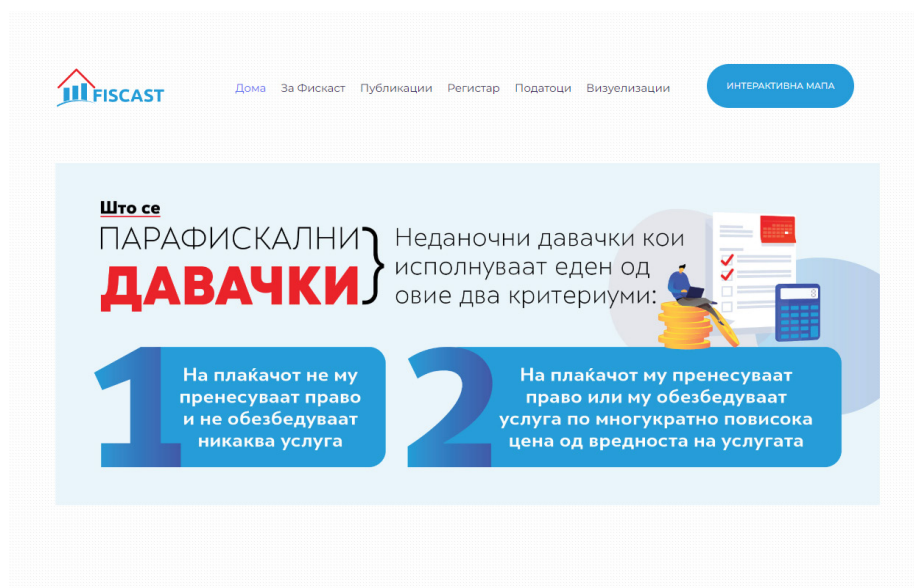 FISCAST
Дома За Фискаст Публикации Регистар Податоци Визуелизации
ИНТЕРАКТИВНА МАПА
Што се
ПАРАФИСКАЛНИ
ДАВАЧКИ
}
Неданочни давачки кои
исполнуваат еден од
овие два критериуми:
1
На плаќачот не му
пренесуваат право
и не обезбедуваат
никаква услуга
2
На плаќачот му пренесуваат
право или му обезбедуваат
услуга по многукратно повисока
цена од вредноста на услугата